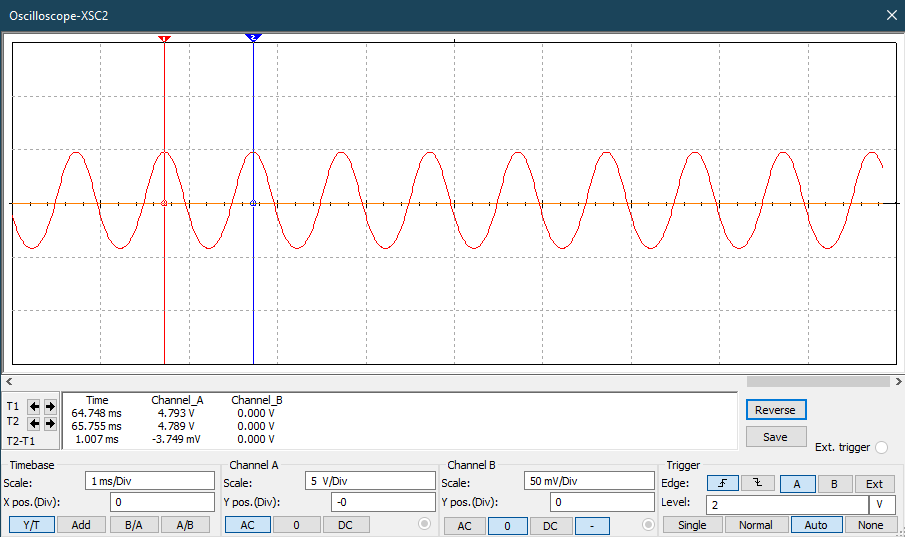 Oscilloscope-XSC2
1 2
Time Channel_A Channel_B
T1 64.748 ms 4.793 V 0.000 V
T2 65.755 ms 4.789 V 0.000 V
T2-T1 1.007 ms -3.749 mV 0.000 V
Reverse
Save
Ext. trigger
Timebase
Scale: 1 ms/Div
X pos.(Div): 0
Y/T Add B/A A/B
Channel A
Scale: 5 V/Div
Y pos.(Div): -0
AC 0 DC
Channel B
Scale: 50 mV/Div
Y pos.(Div): 0
AC 0 DC -
Trigger
Edge: A B Ext
Level: 2 V
Single Normal Auto None